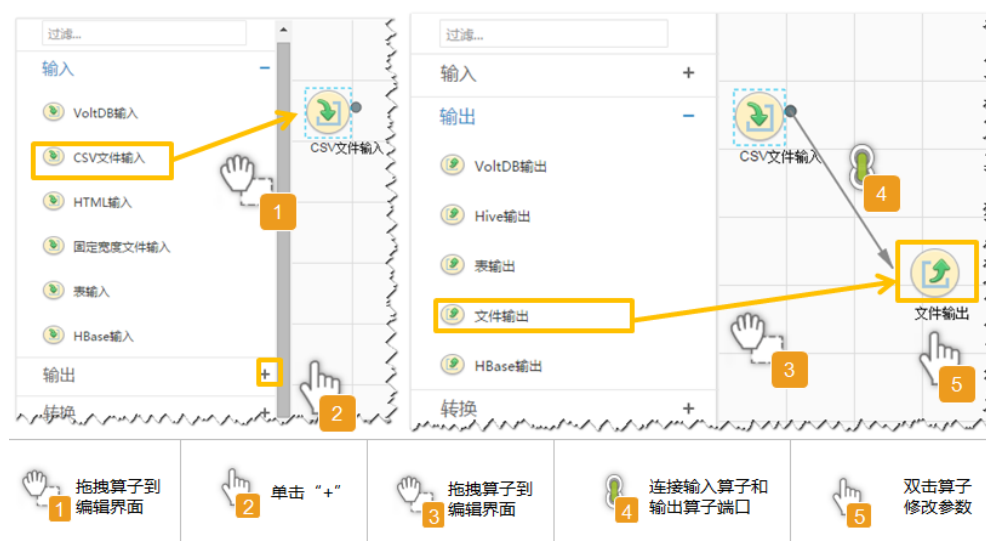 过滤...
输入
−
VoltDB输入
CSV文件输入
HTML输入
固定宽度文件输入
表输入
HBase输入
输出
+
转换
+
CSV文件输入
1
2
过滤...
输入
+
输出
−
VoltDB输出
Hive输出
表输出
文件输出
HBase输出
转换
+
CSV文件输入
4
文件输出
3
5
1
拖拽算子到
编辑界面
2
单击“+”
3
拖拽算子到
编辑界面
4
连接输入算子和
输出算子端口
5
双击算子
修改参数